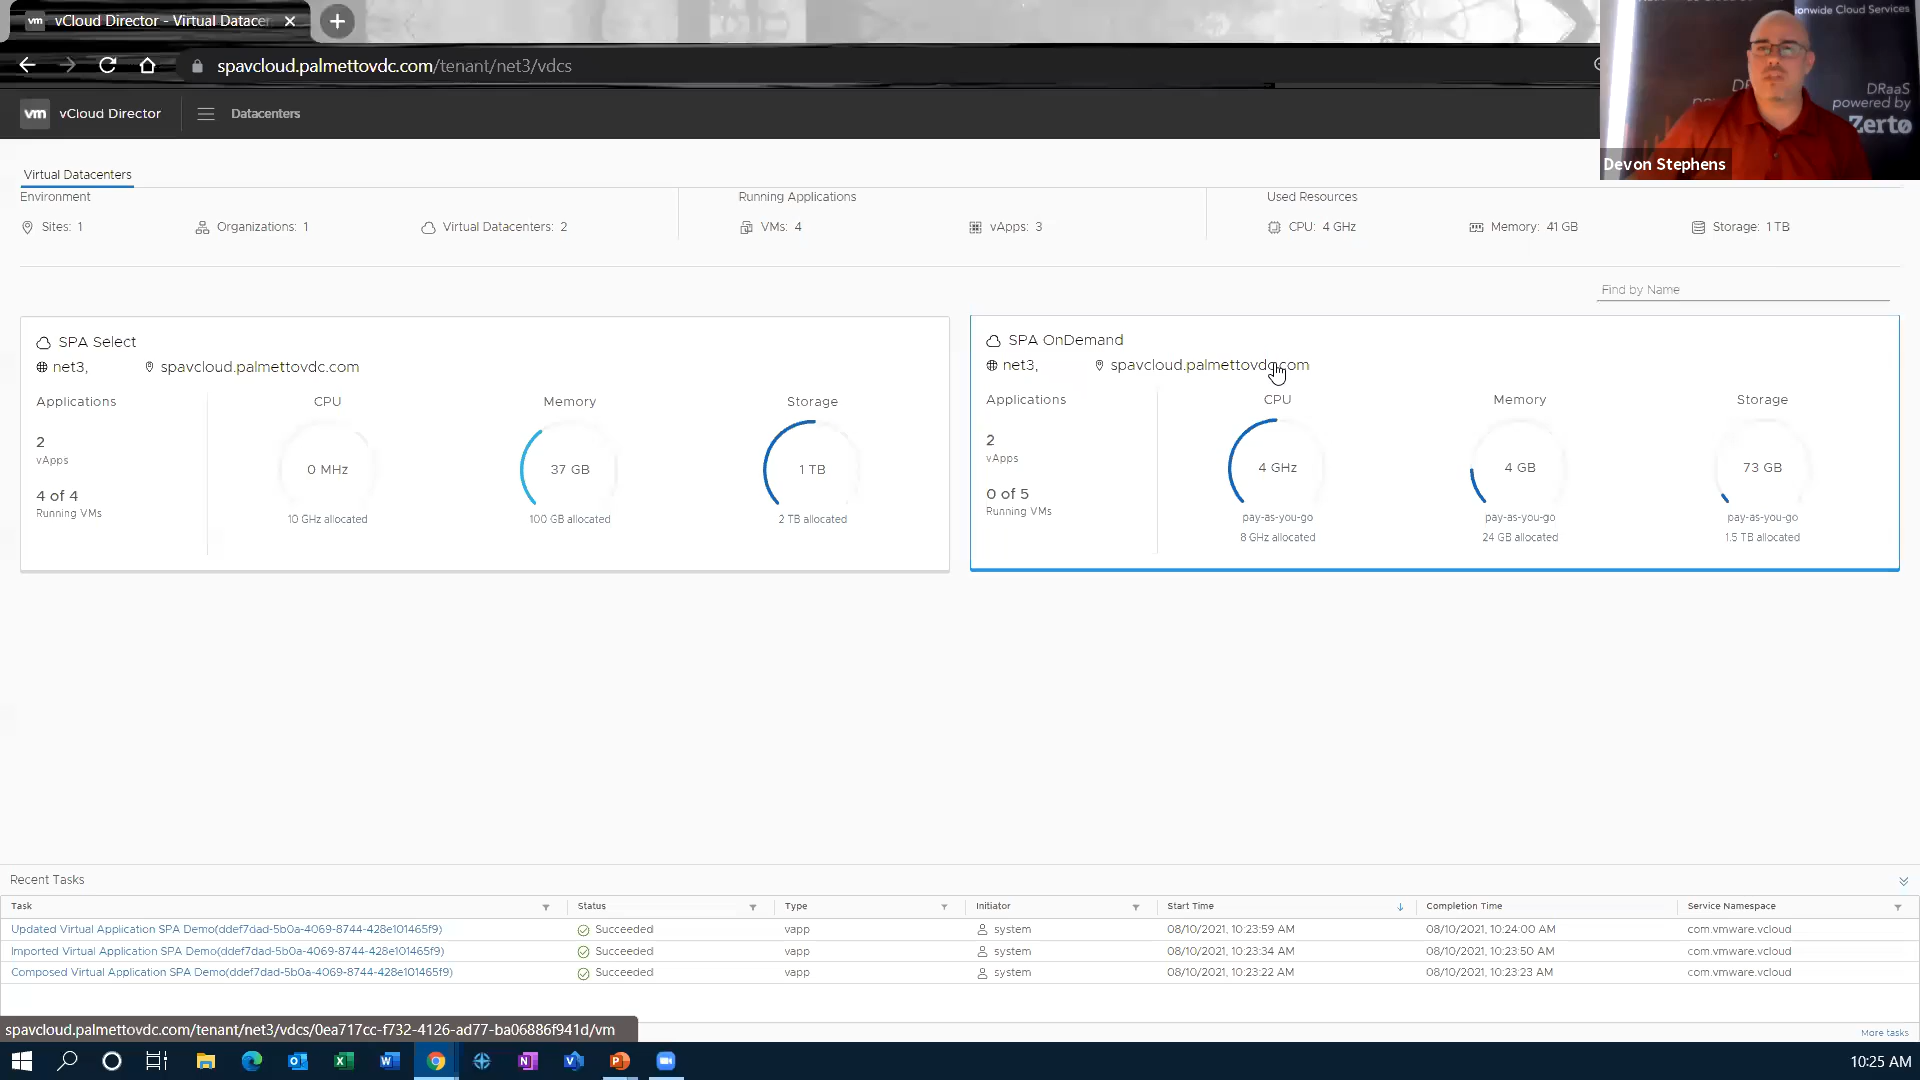 vm vCloud Director - Virtual Datacer
spavcloud.palmettovdc.com/tenant/net3/vdcs
vm vCloud Director Datacenters
ionwide Cloud Services
DRaaS
powered by
Zertø
Devon Stephens
Virtual Datacenters
Environment Running Applications Used Resources
Sites: 1 Organizations: 1 Virtual Datacenters: 2 VMs: 4 vApps: 3 CPU: 4 GHz Memory: 41 GB Storage: 1 TB
Find by Name
SPA Select
net3, spavcloud.palmettovdc.com
Applications CPU Memory Storage
2
vApps
0 MHz 37 GB 1 TB
4 of 4
Running VMs
10 GHz allocated 100 GB allocated 2 TB allocated
SPA OnDemand
net3, spavcloud.palmettovdc.com
Applications CPU Memory Storage
2
vApps
4 GHz 4 GB 73 GB
0 of 5
Running VMs
pay-as-you-go pay-as-you-go pay-as-you-go
8 GHz allocated 24 GB allocated 1.5 TB allocated
Recent Tasks
Task Status Type Initiator Start Time Completion Time Service Namespace
Updated Virtual Application SPA Demo(ddef7dad-5b0a-4069-8744-428e101465f9) Succeeded vapp system 08/10/2021, 10:23:59 AM 08/10/2021, 10:24:00 AM com.vmware.vcloud
Imported Virtual Application SPA Demo(ddef7dad-5b0a-4069-8744-428e101465f9) Succeeded vapp system 08/10/2021, 10:23:34 AM 08/10/2021, 10:23:50 AM com.vmware.vcloud
Composed Virtual Application SPA Demo(ddef7dad-5b0a-4069-8744-428e101465f9) Succeeded vapp system 08/10/2021, 10:23:22 AM 08/10/2021, 10:23:23 AM com.vmware.vcloud
spavcloud.palmettovdc.com/tenant/net3/vdcs/0ea717cc-f732-4126-ad77-ba06886f941d/vm
More tasks
10:25 AM